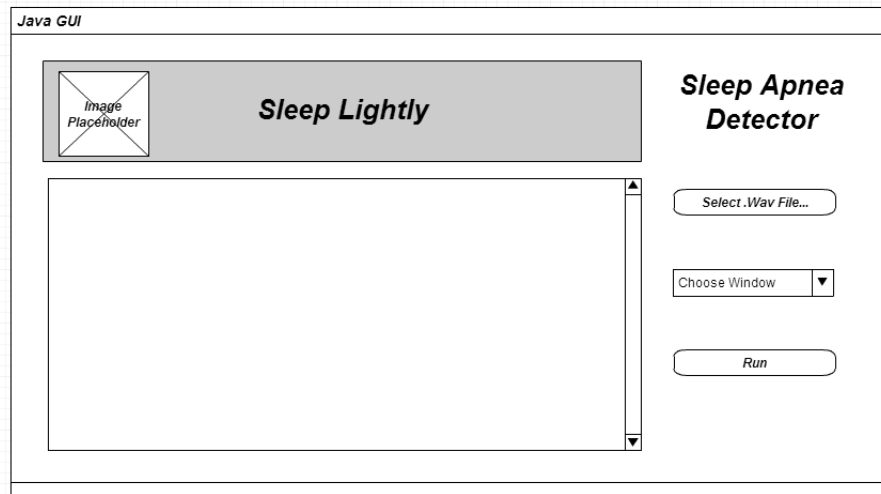 Java GUI
Image
Placeholder
Sleep Lightly
Sleep Apnea
Detector
Select .Wav File...
Choose Window
Run